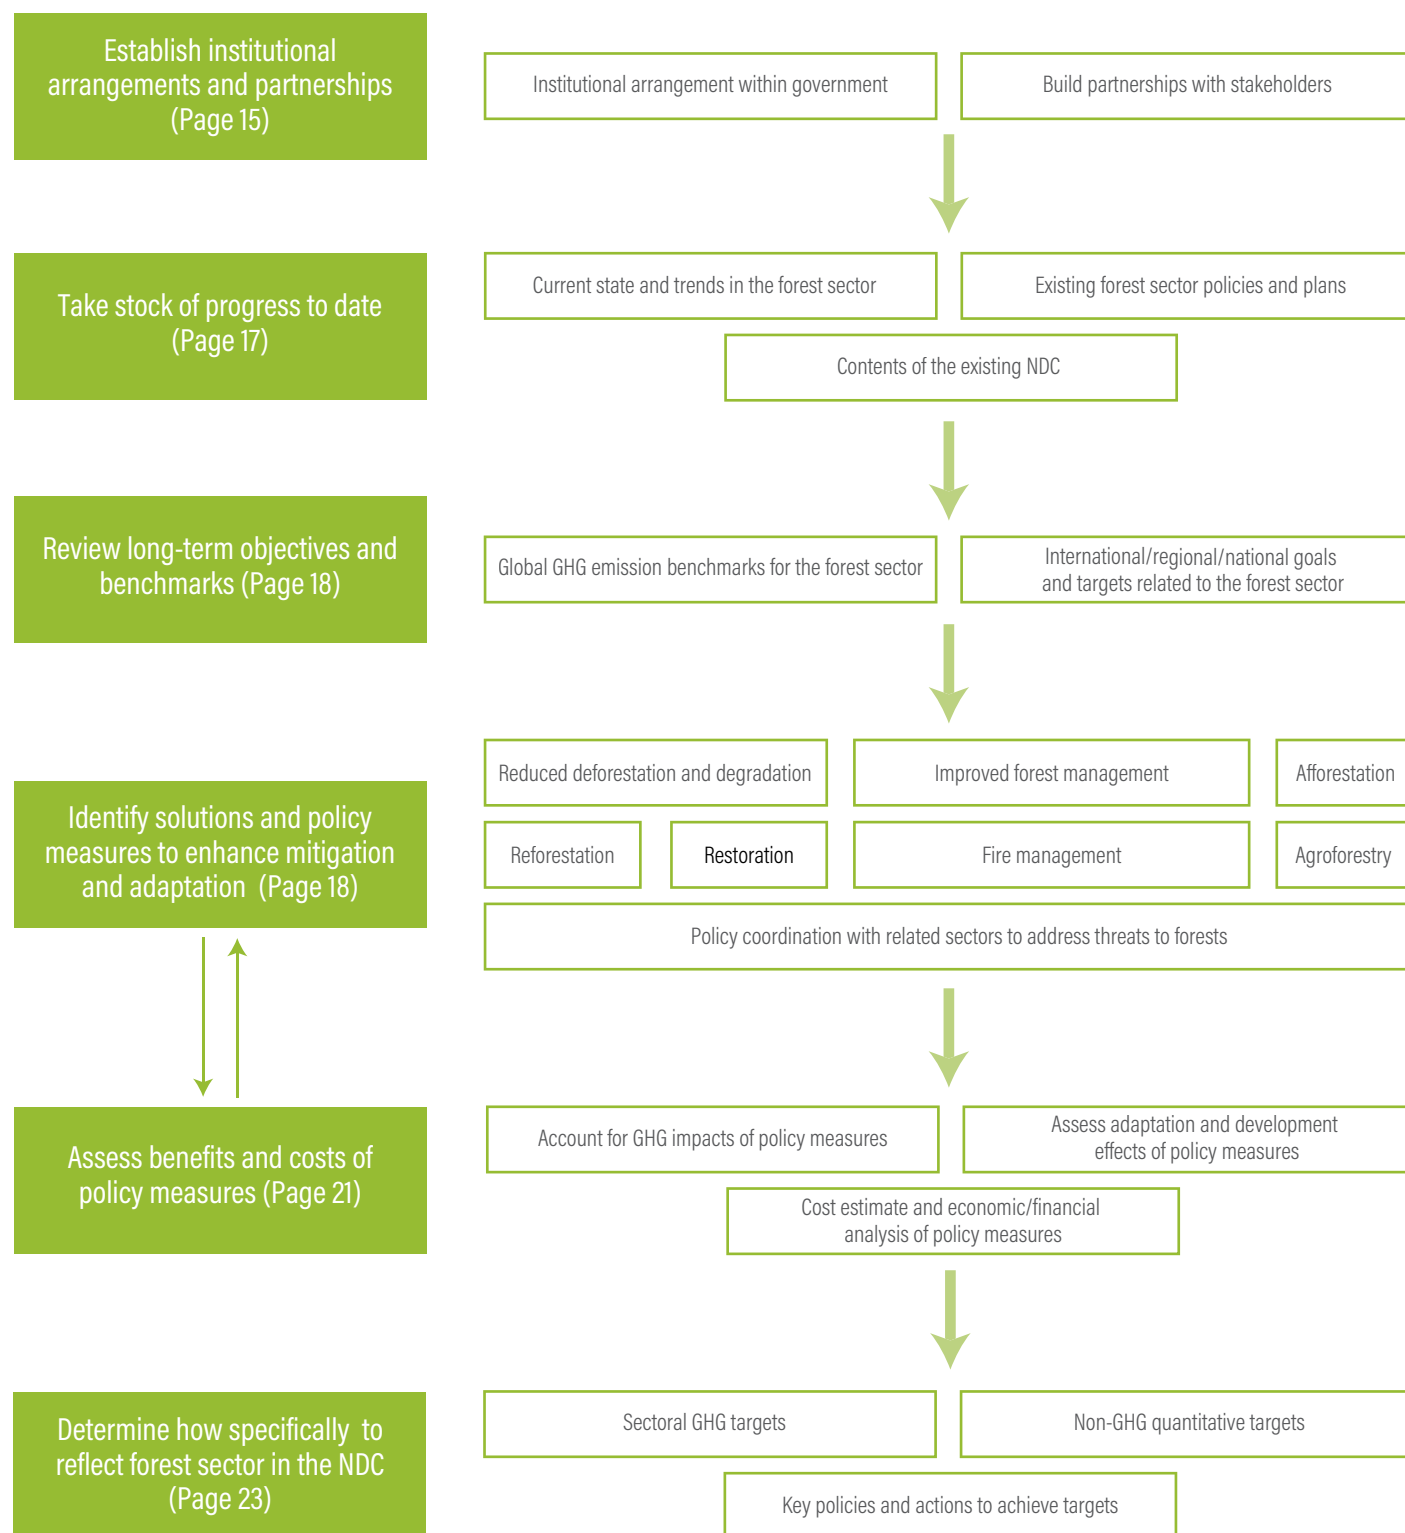 Establish institutional
arrangements and partnerships
(Page 15)
Institutional arrangement within government
Build partnerships with stakeholders
Take stock of progress to date
(Page 17)
Current state and trends in the forest sector
Existing forest sector policies and plans
Contents of the existing NDC
Review long-term objectives and
benchmarks (Page 18)
Global GHG emission benchmarks for the forest sector
International/regional/national goals
and targets related to the forest sector
Identify solutions and policy
measures to enhance mitigation
and adaptation (Page 18)
Reduced deforestation and degradation
Improved forest management
Afforestation
Reforestation
Restoration
Fire management
Agroforestry
Policy coordination with related sectors to address threats to forests
Assess benefits and costs of
policy measures (Page 21)
Account for GHG impacts of policy measures
Assess adaptation and development
effects of policy measures
Cost estimate and economic/financial
analysis of policy measures
Determine how specifically to
reflect forest sector in the NDC
(Page 23)
Sectoral GHG targets
Non-GHG quantitative targets
Key policies and actions to achieve targets